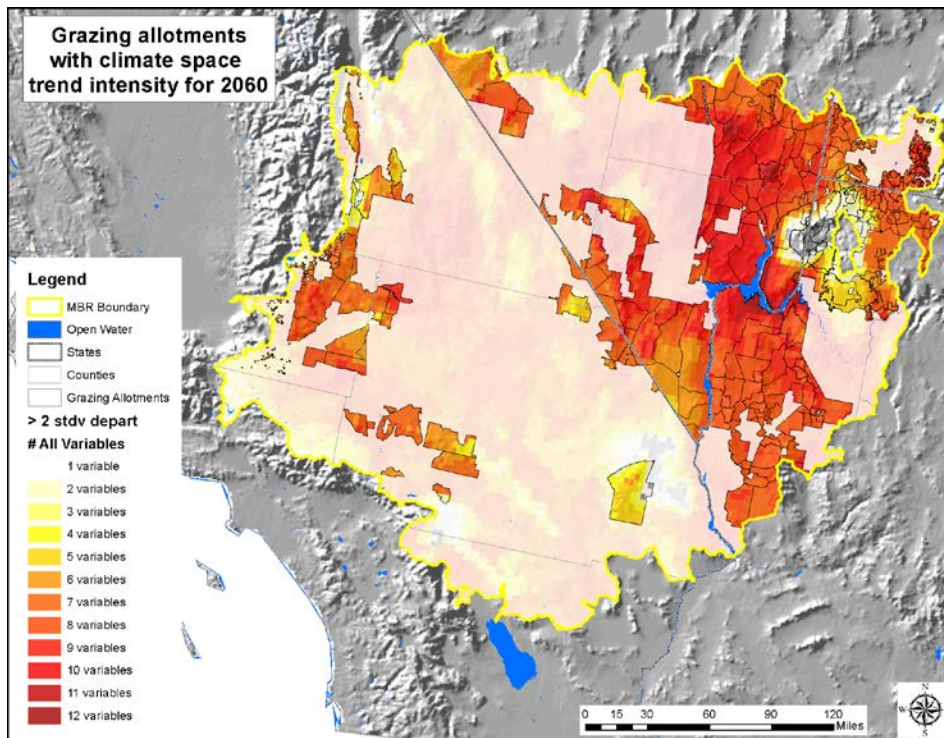 Grazing allotments
with climate space
trend intensity for 2060
Legend
MBR Boundary
Open Water
States
Counties
Grazing Allotments
> 2 stdv depart
# All Variables
1 variable
2 variables
3 variables
4 variables
5 variables
6 variables
7 variables
8 variables
9 variables
10 variables
11 variables
12 variables
0 15 30 60 90 120
Miles
N
W E
S